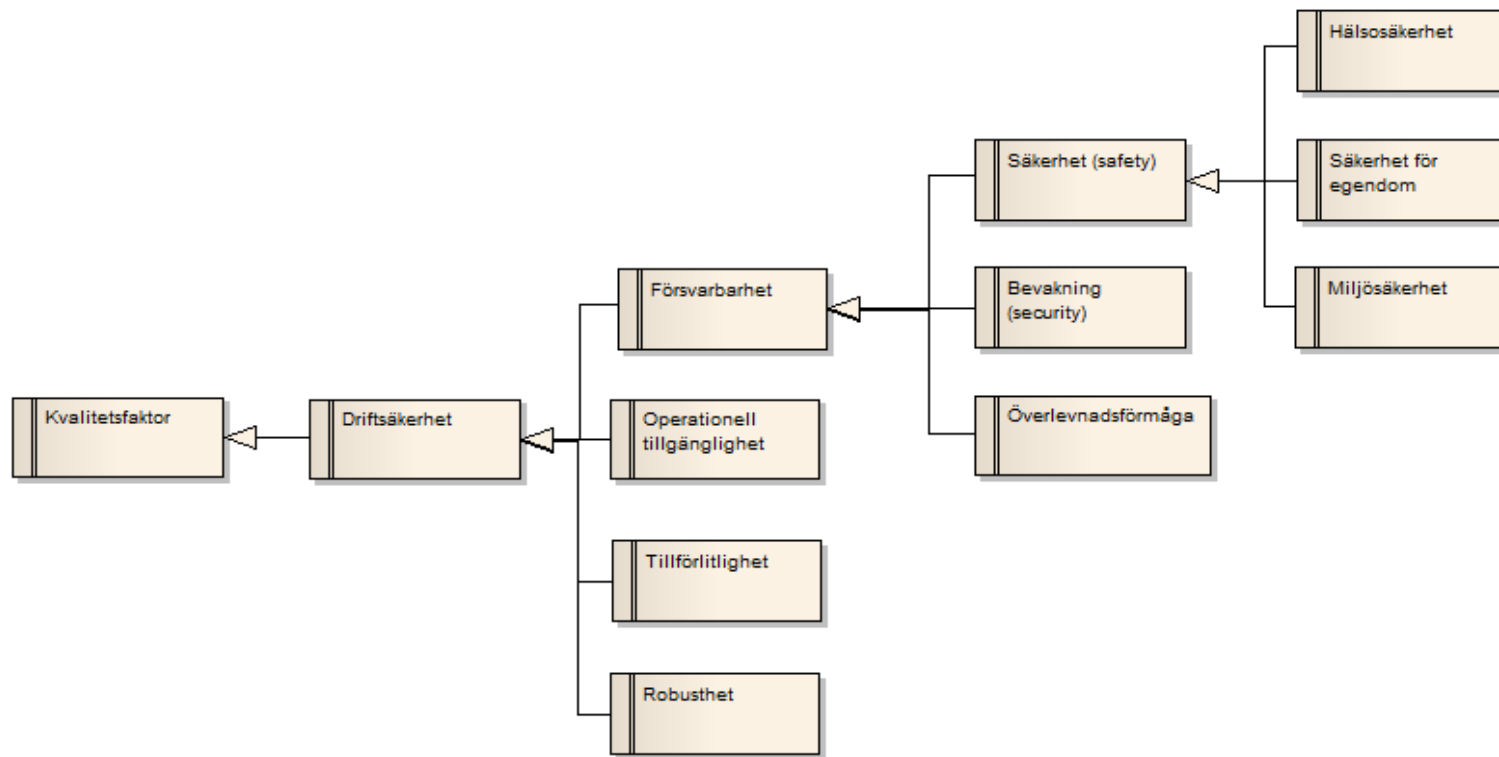 Hälsosäkerhet
Säkerhet (safety)
Säkerhet för
egendom
Försvarbarhet
Bevakning
(security)
Miljösäkerhet
Kvalitetsfaktor
Driftsäkerhet
Operationell
tillgänglighet
Överlevnadsförmåga
Tillförlitlighet
Robusthet